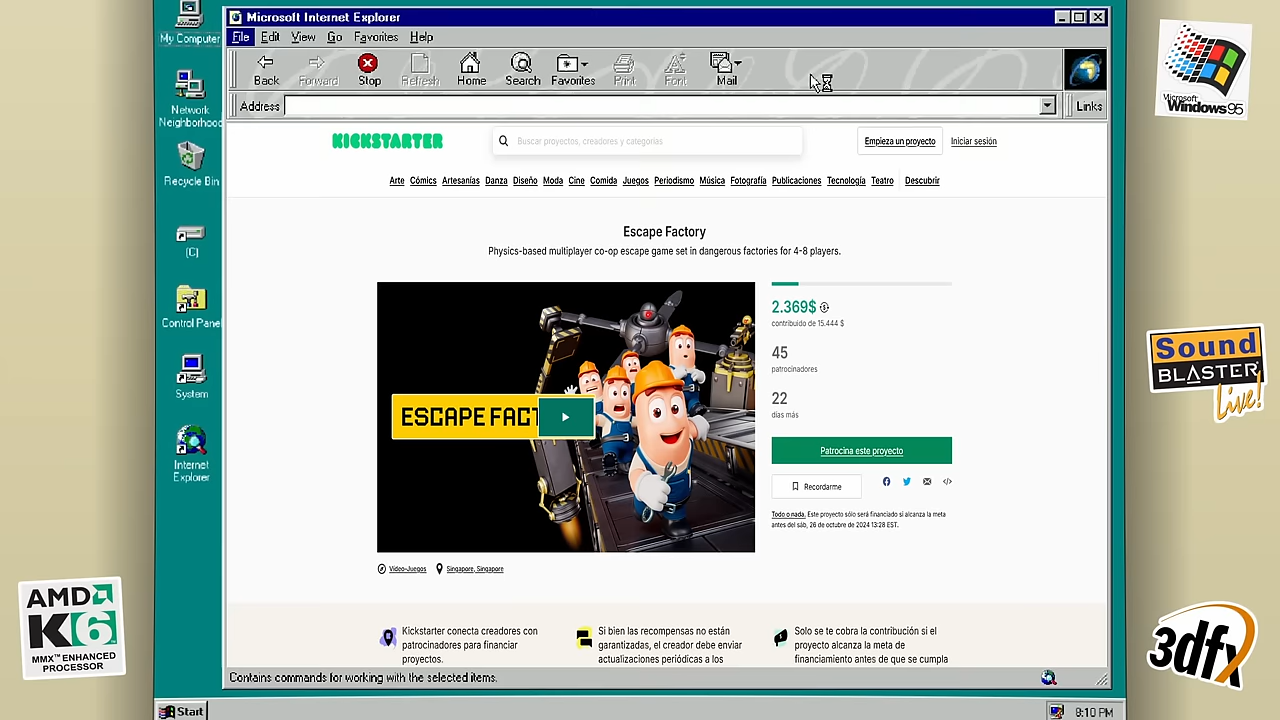 Microsoft Internet Explorer
My Computer
File Edit View Go Favorites Help
Back Forward Stop Refresh Home Search Favorites Print Font Mail
Address
Links
Network
Neighborhood
Recycle Bin
(C)
Control Panel
System
Internet
Explorer
KICKSTARTER
Buscar proyectos, creadores y categorías
Empieza un proyecto
Iniciar sesión
Arte Cómics Artesanías Danza Diseño Moda Cine Comida Juegos Periodismo Música Fotografía Publicaciones Tecnología Teatro Descubrir
Escape Factory
Physics-based multiplayer co-op escape game set in dangerous factories for 4-8 players.
ESCAPE FACT
2.369$
contribuido de 15.444 $
45
patrocinadores
22
días más
Patrocina este proyecto
Recordarme
Todo o nada. Este proyecto sólo será financiado si alcanza la meta
antes del sáb, 26 de octubre de 2024 13:28 EST.
Video-Juegos
Singapore, Singapore
Kickstarter conecta creadores con
patrocinadores para financiar
proyectos.
Si bien las recompensas no están
garantizadas, el creador debe enviar
actualizaciones periódicas a los
Solo se te cobra la contribución si el
proyecto alcanza la meta de
financiamiento antes de que se cumpla
Contains commands for working with the selected items.
Start
8:10 PM
Microsoft
Windows 95
Sound
BLASTER
Live!
AMD
K6
MMX™ ENHANCED
PROCESSOR
3dfx